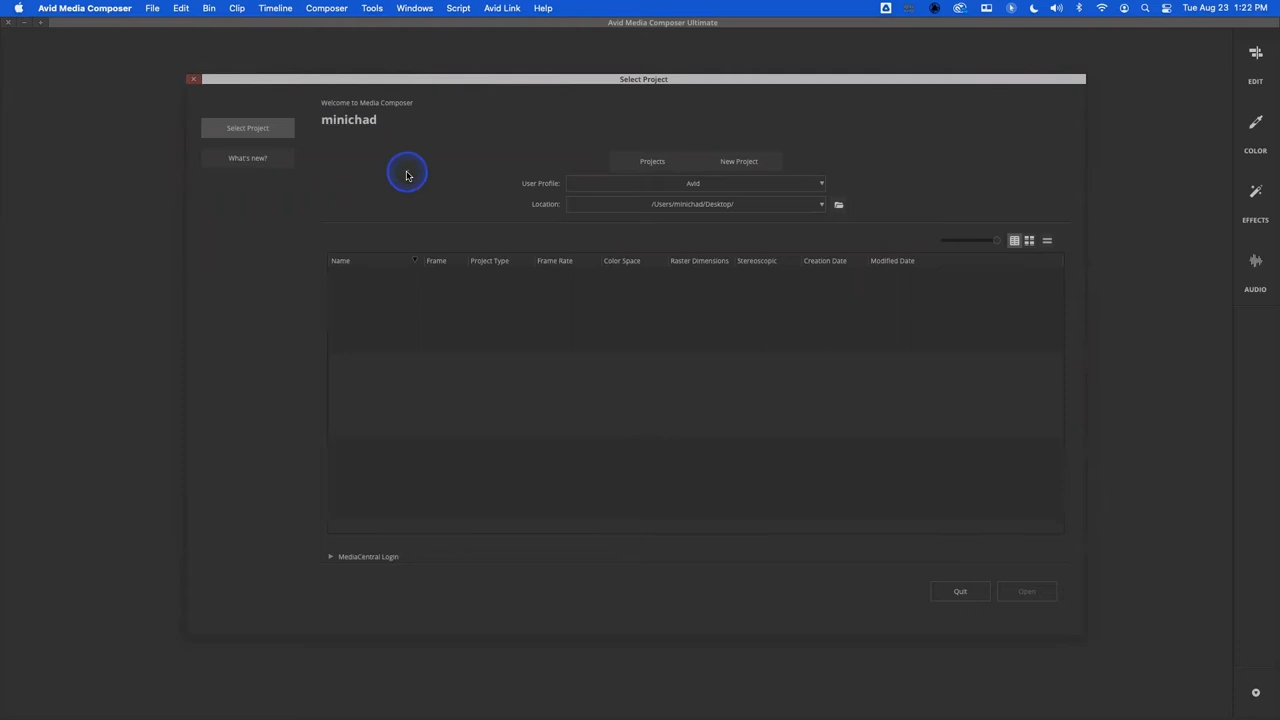 Avid Media Composer File Edit Bin Clip Timeline Composer Tools Windows Script Avid Link Help Tue Aug 23 1:22 PM
Avid Media Composer Ultimate
Select Project
Welcome to Media Composer
minichad
Select Project
What's new?
Projects New Project
User Profile: Avid
Location: /Users/minichad/Desktop/
Name Frame Project Type Frame Rate Color Space Raster Dimensions Stereoscopic Creation Date Modified Date
MediaCentral Login
Quit Open
EDIT
COLOR
EFFECTS
AUDIO